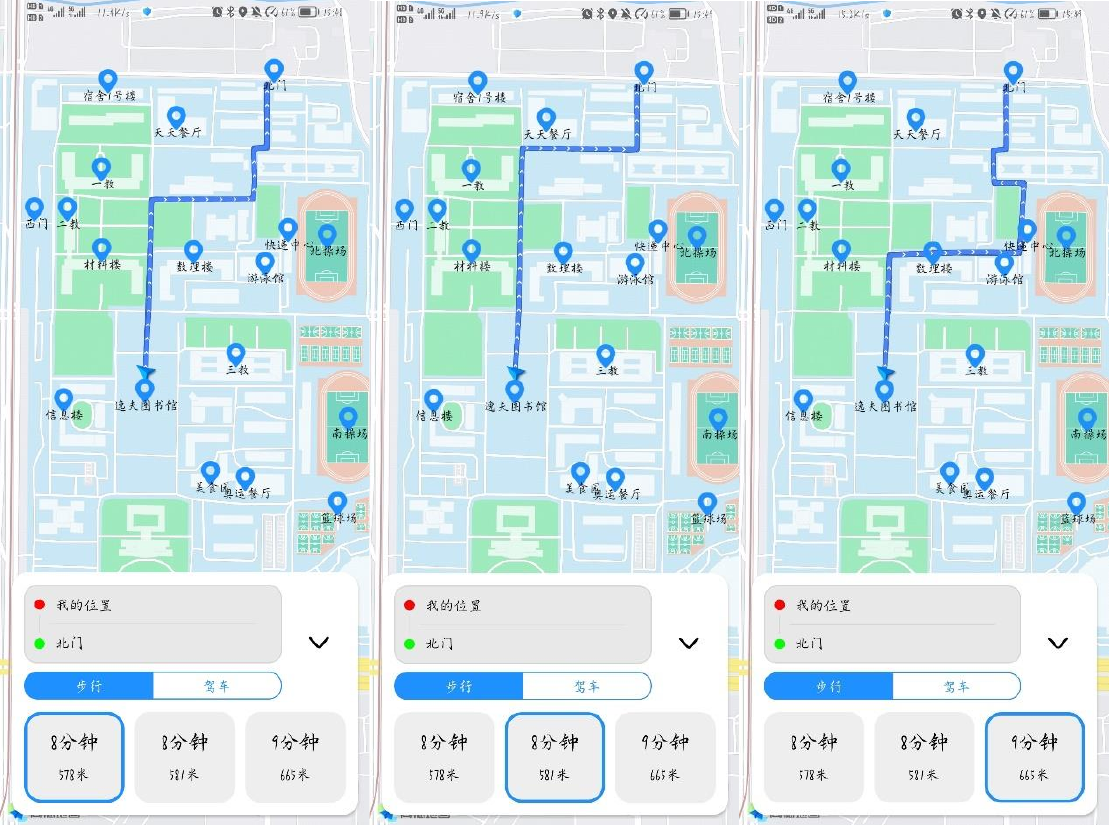 11.4K/s 61% 15:49
北门
宿舍1号楼
天天餐厅
一教
西门 二教
快递中心 北操场
材料楼 数理楼
游泳馆
三教
逸夫图书馆
信息楼
南操场
美食园 奥运餐厅
篮球场
我的位置
北门
步行 驾车
8分钟 8分钟 9分钟
578米 581米 665米
11.9K/s 61% 15:49
北门
宿舍1号楼
天天餐厅
一教
西门 二教
快递中心 北操场
材料楼 数理楼
游泳馆
三教
逸夫图书馆
信息楼
南操场
美食园 奥运餐厅
篮球场
我的位置
北门
步行 驾车
8分钟 8分钟 9分钟
578米 581米 665米
61% 15:49
北门
宿舍1号楼
天天餐厅
一教
西门 二教
快递中心 北操场
材料楼 数理楼
游泳馆
三教
逸夫图书馆
信息楼
南操场
美食园 奥运餐厅
篮球场
我的位置
北门
步行 驾车
8分钟 8分钟 9分钟
578米 581米 665米